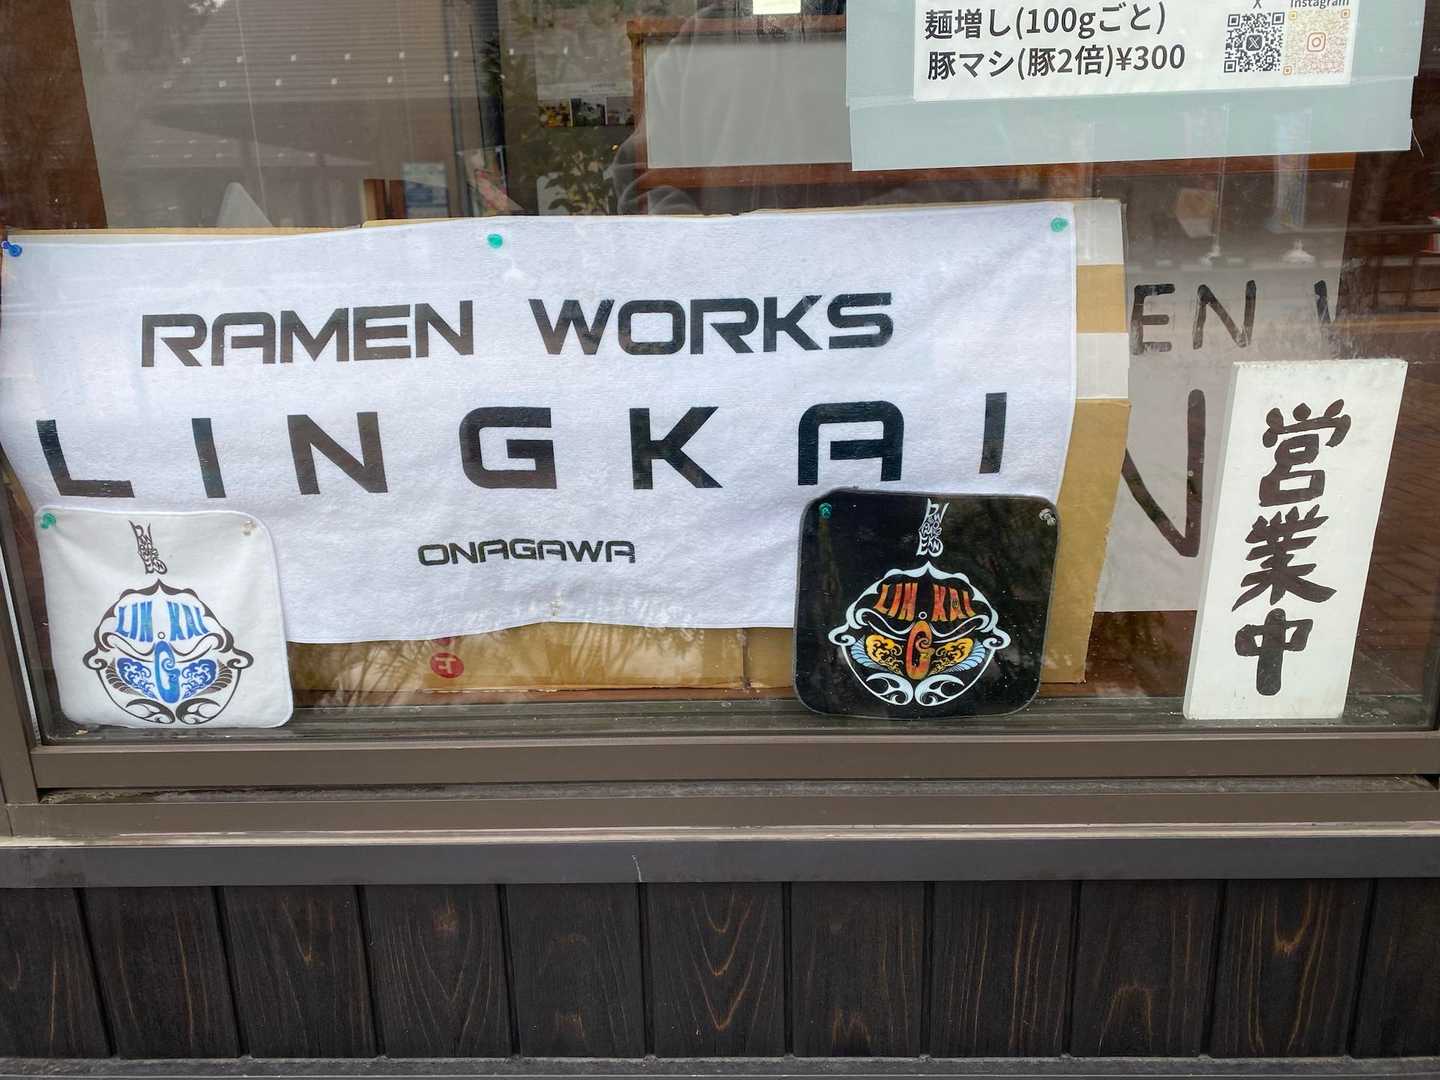 麺増し(100gごと)
豚マシ(豚2倍)¥300
X
Instagram
RAMEN WORKS
LINGKAI
ONAGAWA
EN W
N
営業中
LIN.KAI
G
LIN.KAI
G